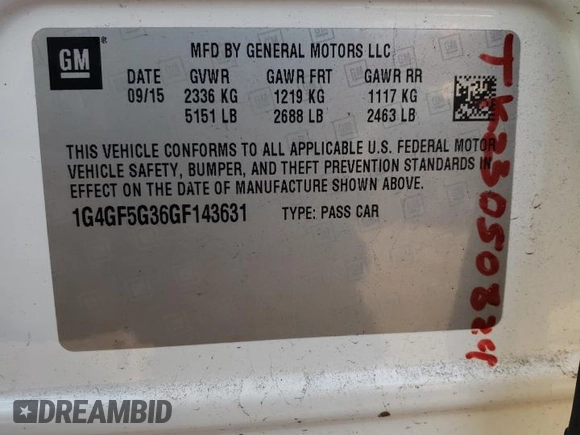 GM
MFD BY GENERAL MOTORS LLC
DATE GVWR GAWR FRT GAWR RR
09/15 2336 KG 1219 KG 1117 KG
5151 LB 2688 LB 2463 LB
THIS VEHICLE CONFORMS TO ALL APPLICABLE U.S. FEDERAL MOTOR
VEHICLE SAFETY, BUMPER, AND THEFT PREVENTION STANDARDS IN
EFFECT ON THE DATE OF MANUFACTURE SHOWN ABOVE.
1G4GF5G36GF143631 TYPE: PASS CAR
DREAMBID